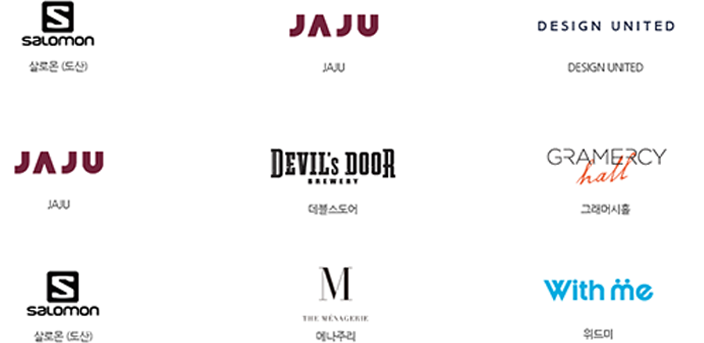 S
salomon
살로몬 (도산)
JAJU
JAJU
DESIGN UNITED
DESIGN UNITED
JAJU
JAJU
DEVIL's DOOR
BREWERY
데블스도어
GRAMERCY
hall
그래머시홀
S
salomon
살로몬 (도산)
M
THE MÉNAGERIE
메나주리
With me
위드미